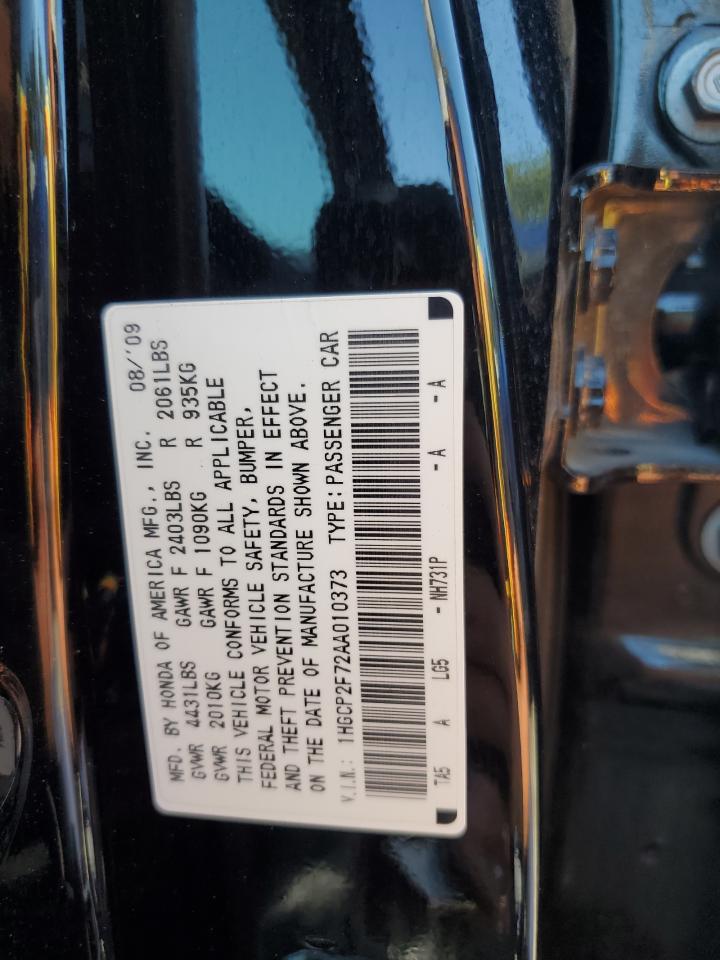 MFD. BY HONDA OF AMERICA MFG., INC. 08/'09
GVWR 4431LBS GAWR F 2403LBS R 2061LBS
GVWR 2010KG GAWR F 1090KG R 935KG
THIS VEHICLE CONFORMS TO ALL APPLICABLE
FEDERAL MOTOR VEHICLE SAFETY, BUMPER,
AND THEFT PREVENTION STANDARDS IN EFFECT
ON THE DATE OF MANUFACTURE SHOWN ABOVE.
V.I.N.: 1HGCP2F72AA010373 TYPE:PASSENGER CAR
TA5 A LG5 - NH731P -A -A